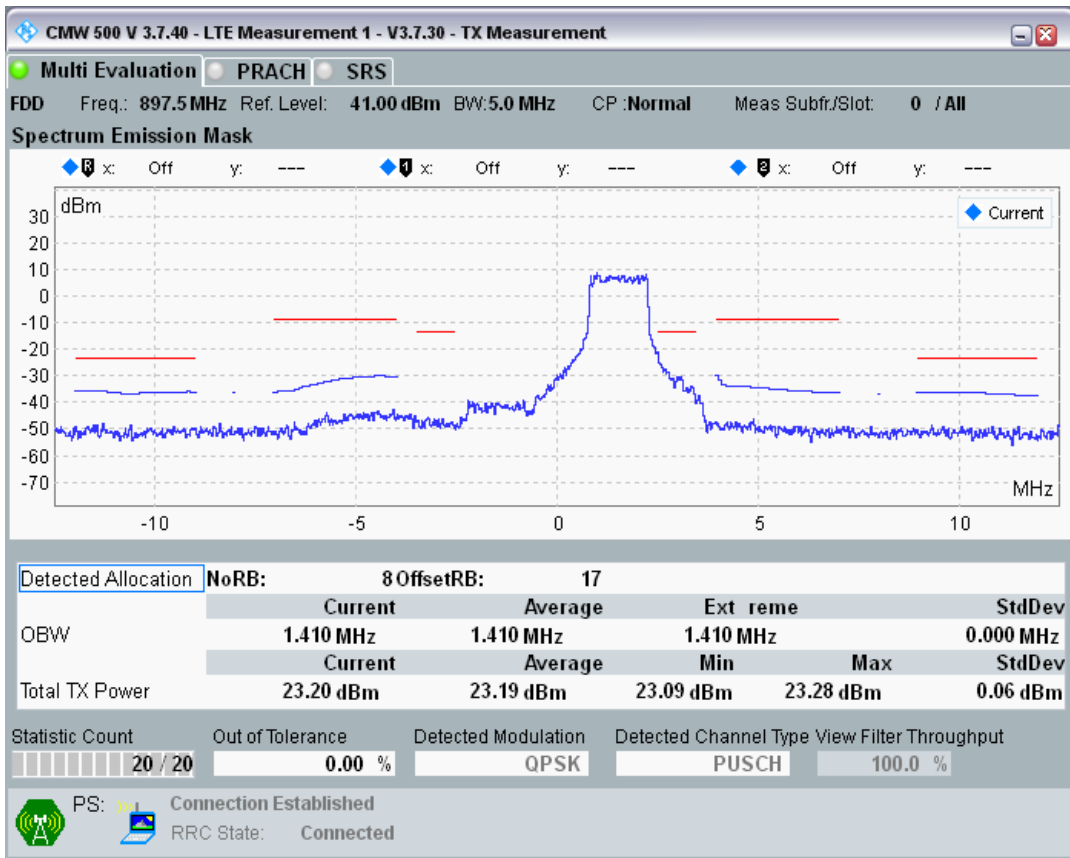 CMW 500 V 3.7.40 - LTE Measurement 1 - V3.7.30 - TX Measurement
Multi Evaluation PRACH SRS
FDD Freq.: 897.5 MHz Ref. Level: 41.00 dBm BW: 5.0 MHz CP : Normal Meas Subfr./Slot: 0 / All
Spectrum Emission Mask
R x: Off y: --- 1 x: Off y: --- 2 x: Off y: ---
dBm
Current
30
20
10
0
-10
-20
-30
-40
-50
-60
-70
MHz
-10 -5 0 5 10
Detected Allocation NoRB: 8 OffsetRB: 17
Current Average Ext reme StdDev
OBW 1.410 MHz 1.410 MHz 1.410 MHz 0.000 MHz
Current Average Min Max StdDev
Total TX Power 23.20 dBm 23.19 dBm 23.09 dBm 23.28 dBm 0.06 dBm
Statistic Count Out of Tolerance Detected Modulation Detected Channel Type View Filter Throughput
20 / 20 0.00 % QPSK PUSCH 100.0 %
PS: Connection Established
RRC State: Connected